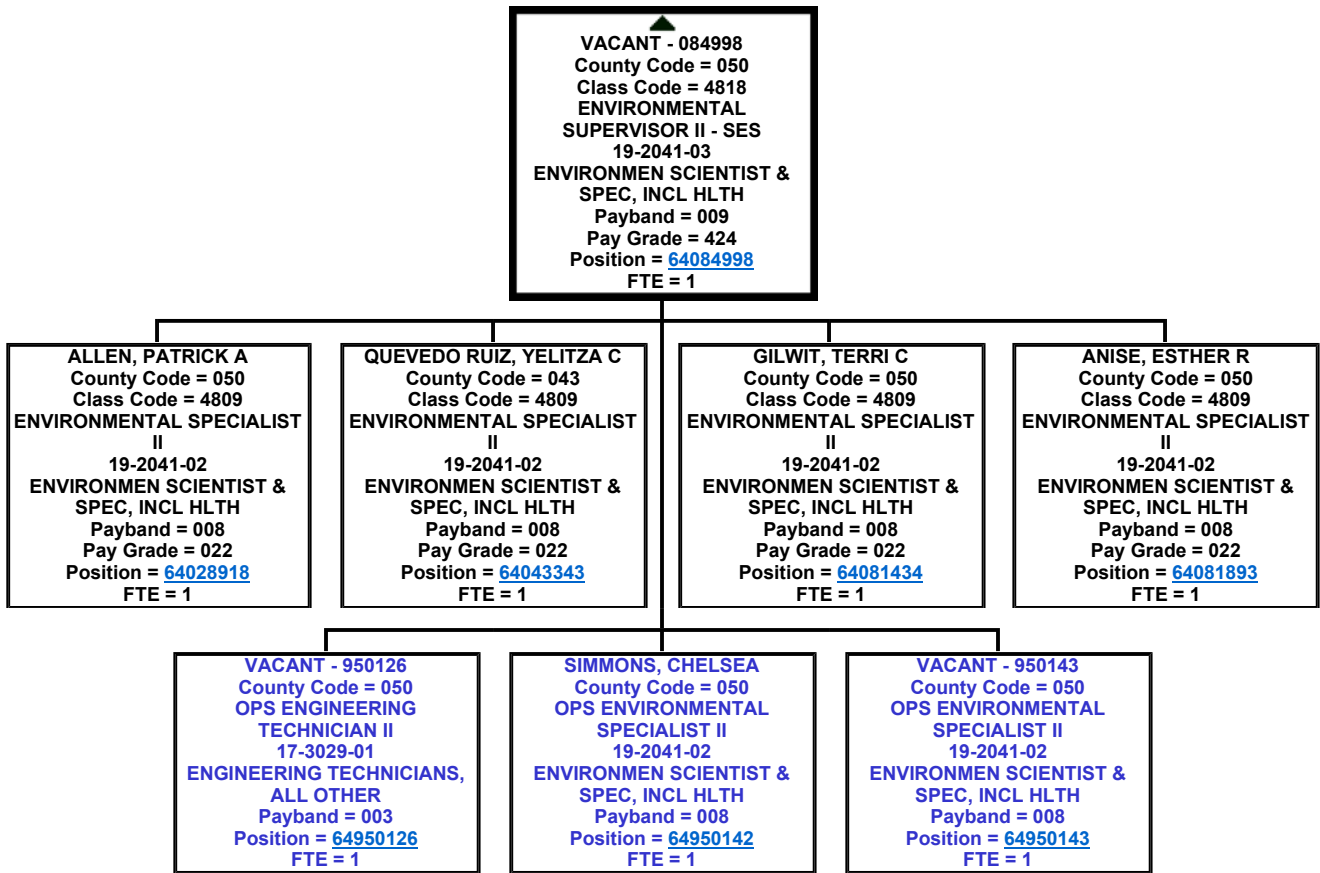 VACANT - 084998
County Code = 050
Class Code = 4818
ENVIRONMENTAL
SUPERVISOR II - SES
19-2041-03
ENVIRONMEN SCIENTIST &
SPEC, INCL HLTH
Payband = 009
Pay Grade = 424
Position = 64084998
FTE = 1
ALLEN, PATRICK A
County Code = 050
Class Code = 4809
ENVIRONMENTAL SPECIALIST
II
19-2041-02
ENVIRONMEN SCIENTIST &
SPEC, INCL HLTH
Payband = 008
Pay Grade = 022
Position = 64028918
FTE = 1
QUEVEDO RUIZ, YELITZA C
County Code = 043
Class Code = 4809
ENVIRONMENTAL SPECIALIST
II
19-2041-02
ENVIRONMEN SCIENTIST &
SPEC, INCL HLTH
Payband = 008
Pay Grade = 022
Position = 64043343
FTE = 1
GILWIT, TERRI C
County Code = 050
Class Code = 4809
ENVIRONMENTAL SPECIALIST
II
19-2041-02
ENVIRONMEN SCIENTIST &
SPEC, INCL HLTH
Payband = 008
Pay Grade = 022
Position = 64081434
FTE = 1
ANISE, ESTHER R
County Code = 050
Class Code = 4809
ENVIRONMENTAL SPECIALIST
II
19-2041-02
ENVIRONMEN SCIENTIST &
SPEC, INCL HLTH
Payband = 008
Pay Grade = 022
Position = 64081893
FTE = 1
VACANT - 950126
County Code = 050
OPS ENGINEERING
TECHNICIAN II
17-3029-01
ENGINEERING TECHNICIANS,
ALL OTHER
Payband = 003
Position = 64950126
FTE = 1
SIMMONS, CHELSEA
County Code = 050
OPS ENVIRONMENTAL
SPECIALIST II
19-2041-02
ENVIRONMEN SCIENTIST &
SPEC, INCL HLTH
Payband = 008
Position = 64950142
FTE = 1
VACANT - 950143
County Code = 050
OPS ENVIRONMENTAL
SPECIALIST II
19-2041-02
ENVIRONMEN SCIENTIST &
SPEC, INCL HLTH
Payband = 008
Position = 64950143
FTE = 1